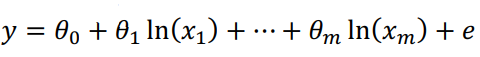 y = θ₀ + θ₁ ln(x₁) + ⋯ + θₘ ln(xₘ) + e